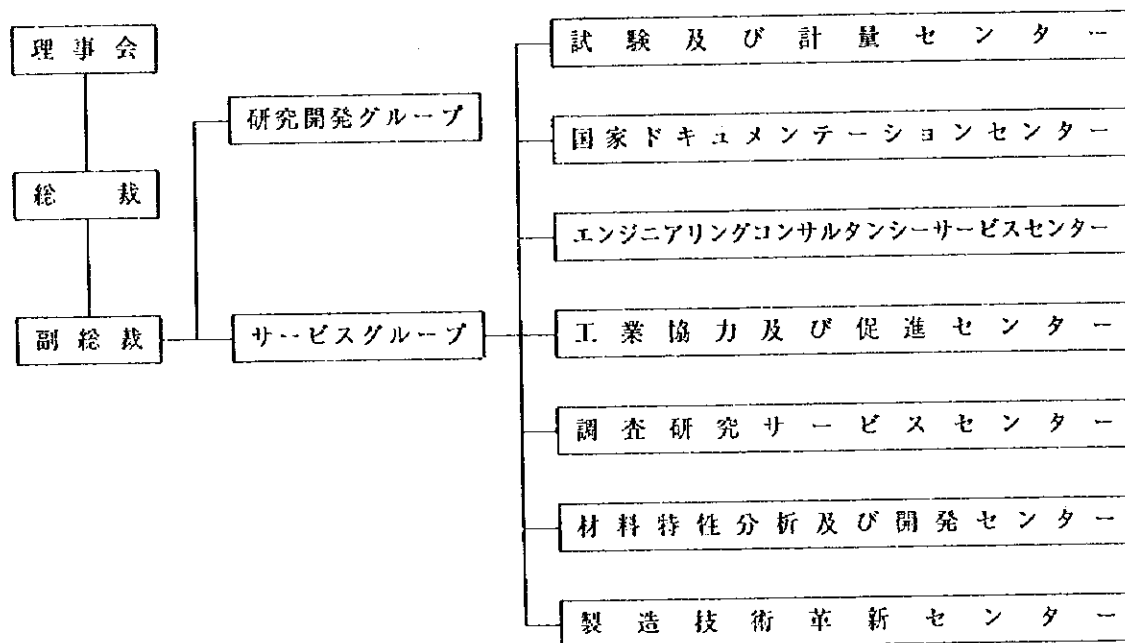 理事会
総裁
副総裁
研究開発グループ
サービスグループ
試験及び計量センター
国家ドキュメンテーションセンター
エンジニアリングコンサルタンシーサービスセンター
工業協力及び促進センター
調査研究サービスセンター
材料特性分析及び開発センター
製造技術革新センター